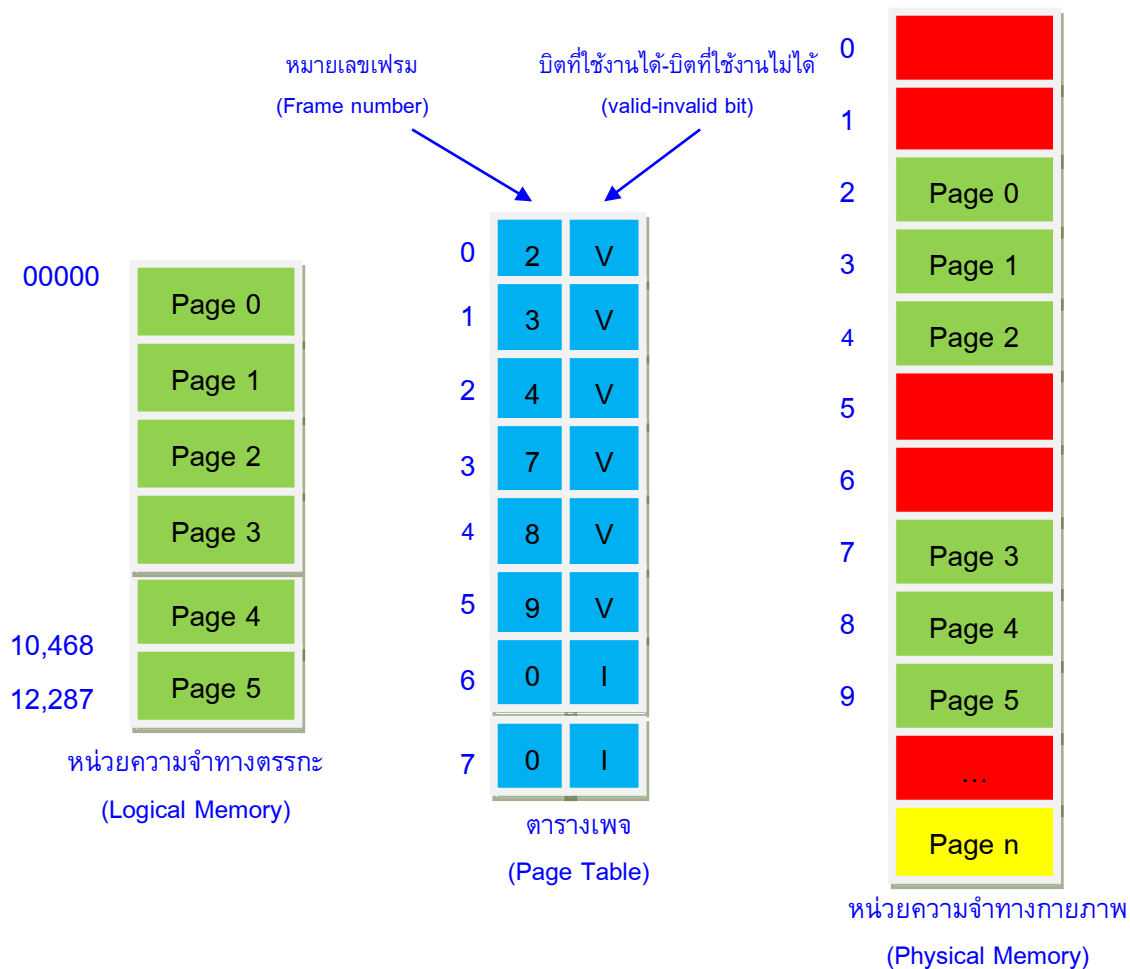 หมายเลขเฟรม
(Frame number)
บิตที่ใช้งานได้-บิตที่ใช้งานไม่ได้
(valid-invalid bit)
00000
Page 0
Page 1
Page 2
Page 3
Page 4
10,468
Page 5
12,287
หน่วยความจำทางตรรกะ
(Logical Memory)
0 2 V
1 3 V
2 4 V
3 7 V
4 8 V
5 9 V
6 0 I
7 0 I
ตารางเพจ
(Page Table)
0
1
2 Page 0
3 Page 1
4 Page 2
5
6
7 Page 3
8 Page 4
9 Page 5
...
Page n
หน่วยความจำทางกายภาพ
(Physical Memory)